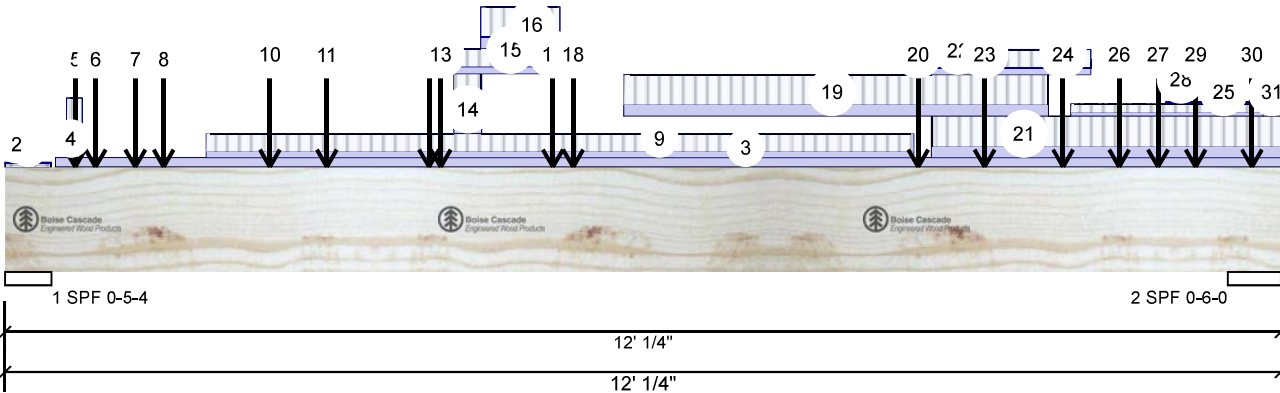 16
5 6 7 8 10 11 13 15 1 18 20 22 23 24 26 27 29 30
28
19 25 31
14
2 4 9 3 21
Boise Cascade
Engineered Wood Products
Boise Cascade
Engineered Wood Products
Boise Cascade
Engineered Wood Products
1 SPF 0-5-4 2 SPF 0-6-0
12' 1/4"
12' 1/4"